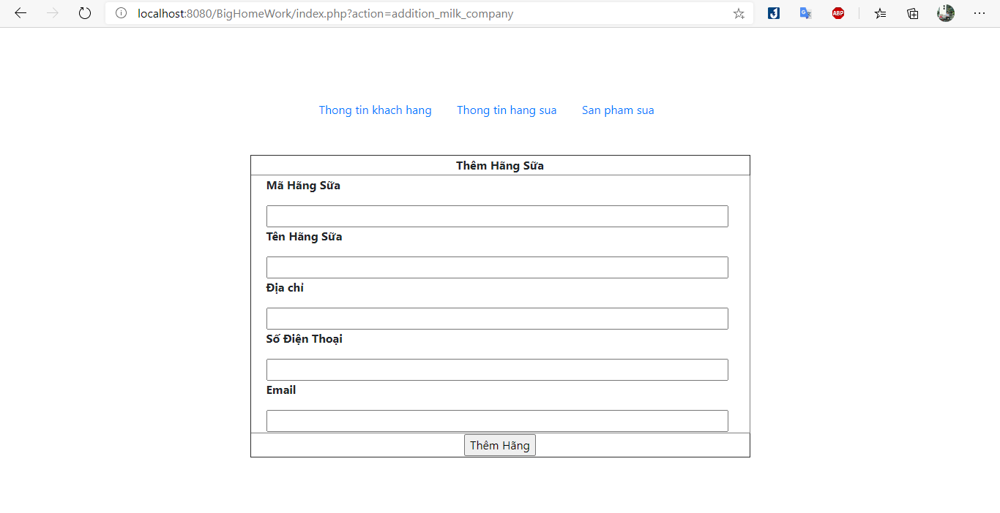 localhost:8080/BigHomeWork/index.php?action=addition_milk_company
ABP
Thong tin khach hang Thong tin hang sua San pham sua
Thêm Hãng Sữa
Mã Hãng Sữa
Tên Hãng Sữa
Địa chỉ
Số Điện Thoại
Email
Thêm Hãng